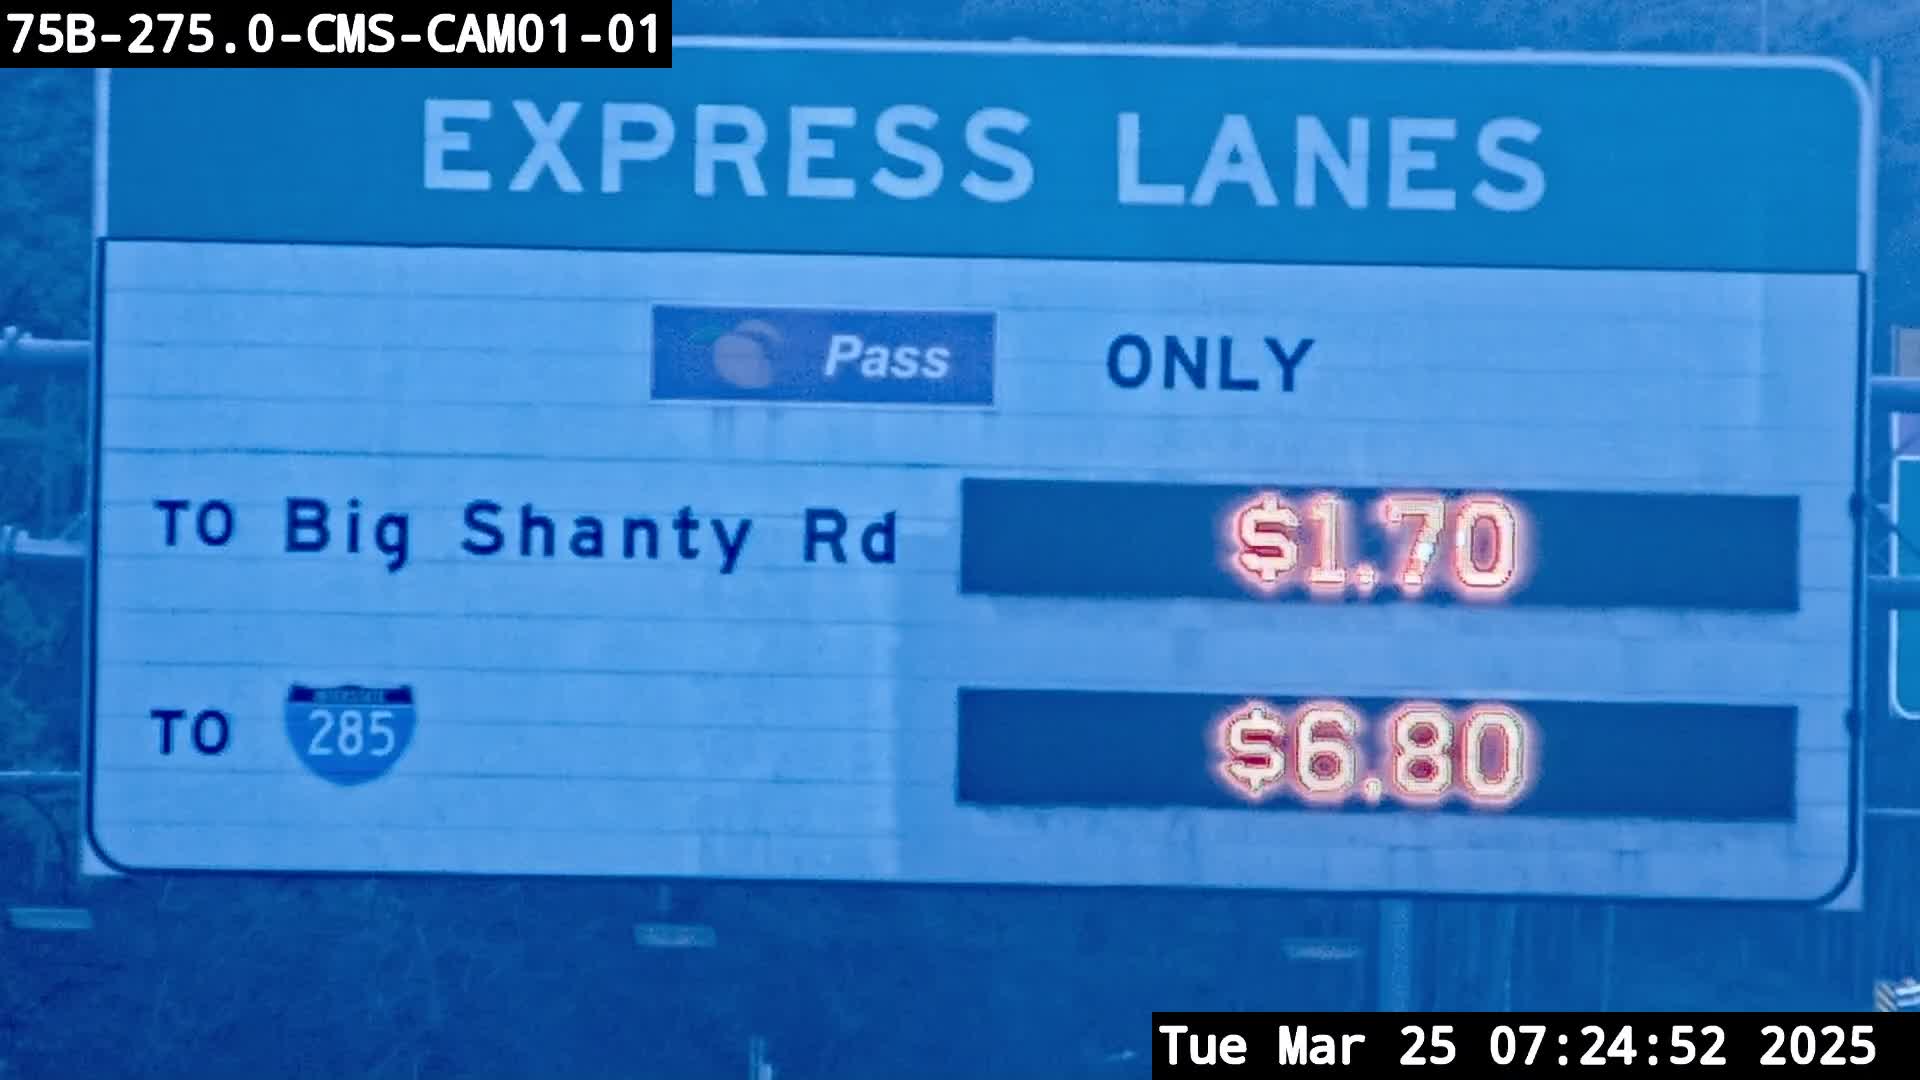 75B-275.0-CMS-CAM01-01
EXPRESS LANES
Pass ONLY
TO Big Shanty Rd $1.70
TO INTERSTATE 285 $6.80
Tue Mar 25 07:24:52 2025